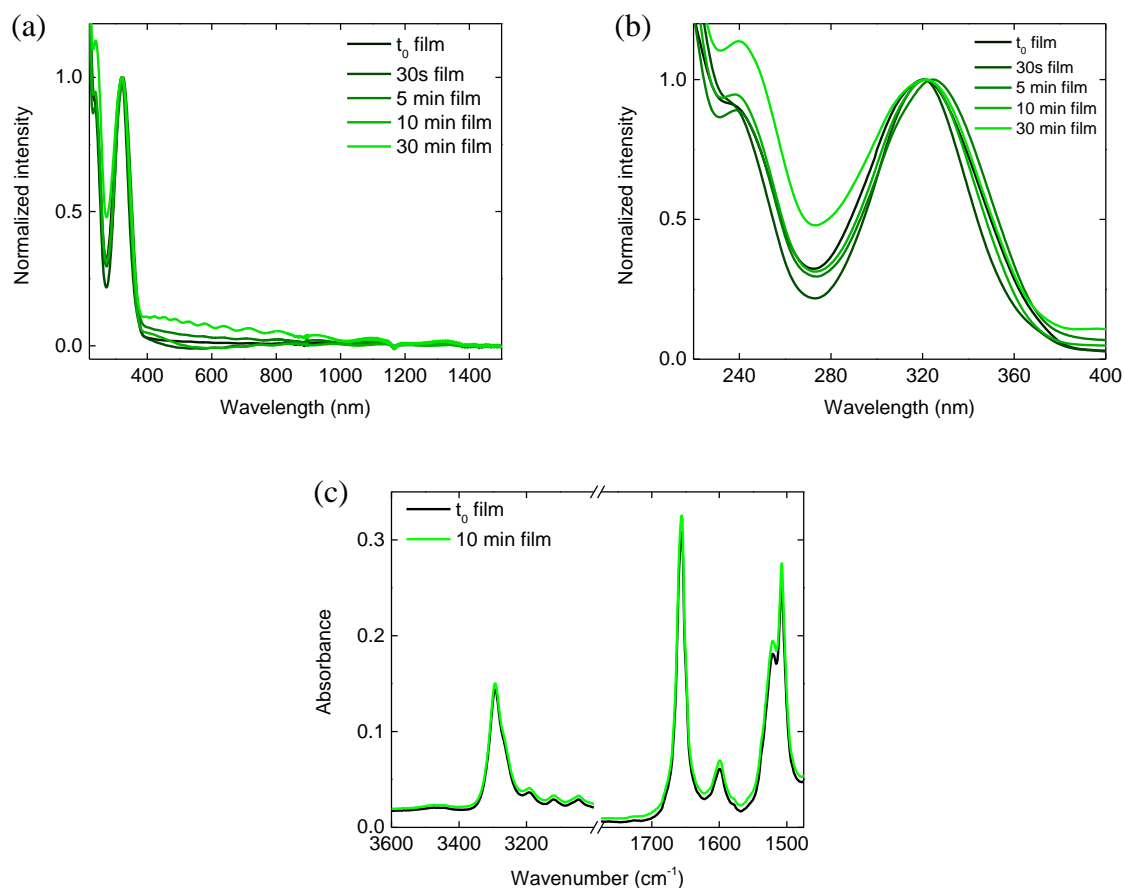 (a)
t₀ film
30s film
5 min film
10 min film
30 min film
1.0
0.5
0.0
400 600 800 1000 1200 1400
Normalized intensity
Wavelength (nm)
(b)
t₀ film
30s film
5 min film
10 min film
30 min film
1.0
0.5
0.0
240 280 320 360 400
Normalized intensity
Wavelength (nm)
(c)
t₀ film
10 min film
0.3
0.2
0.1
0.0
3600 3400 3200 1700 1600 1500
Absorbance
Wavenumber (cm⁻¹)